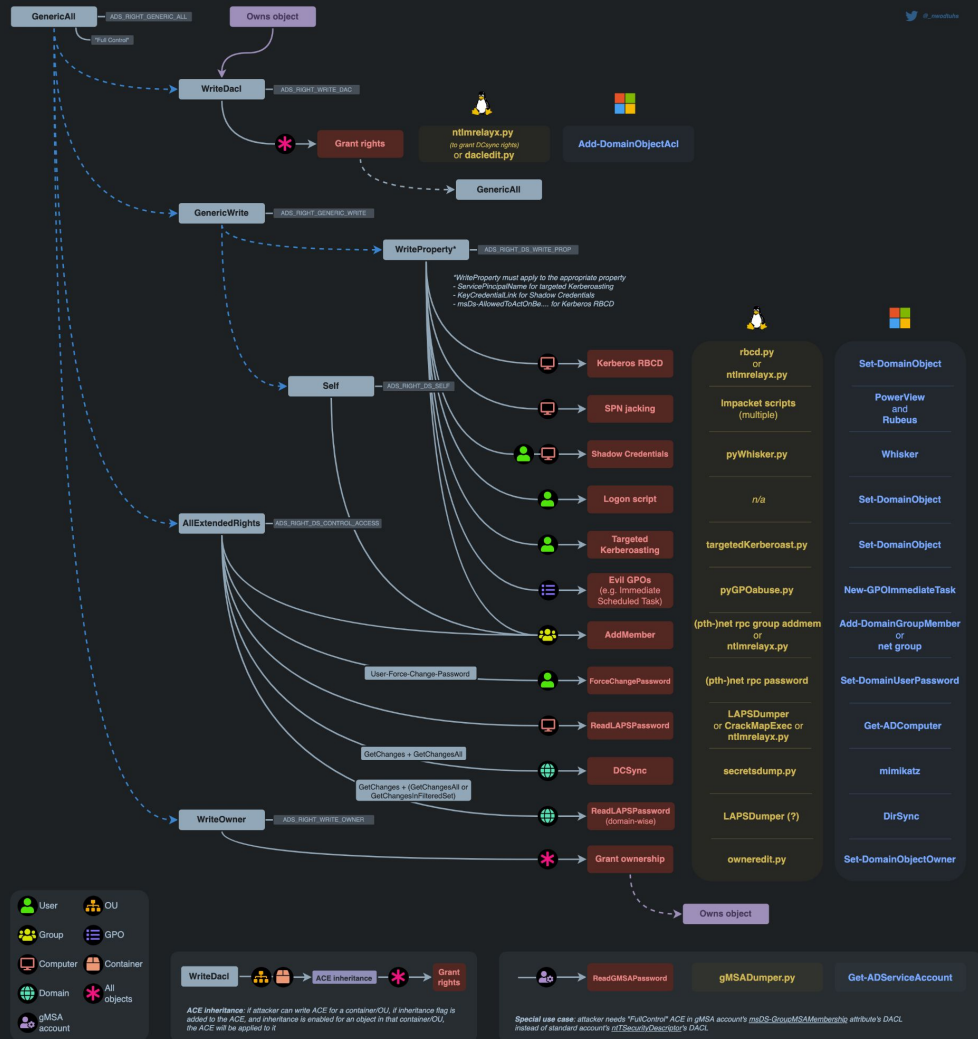 GenericAll
ADS_RIGHT_GENERIC_ALL
"Full Control"
Owns object
@_nwodtuhs
WriteDacl
ADS_RIGHT_WRITE_DAC
Grant rights
ntlmrelayx.py
(to grant DCsync rights)
or dacledit.py
Add-DomainObjectAcl
GenericAll
GenericWrite
ADS_RIGHT_GENERIC_WRITE
WriteProperty*
ADS_RIGHT_DS_WRITE_PROP
*WriteProperty must apply to the appropriate property
- ServicePincipalName for targeted Kerberoasting
- KeyCredentialLink for Shadow Credentials
- msDs-AllowedToActOnBe.... for Kerberos RBCD
Kerberos RBCD
rbcd.py
or
ntlmrelayx.py
Set-DomainObject
Self
ADS_RIGHT_DS_SELF
SPN jacking
Impacket scripts
(multiple)
PowerView
and
Rubeus
Shadow Credentials
pyWhisker.py
Whisker
Logon script
n/a
Set-DomainObject
AllExtendedRights
ADS_RIGHT_DS_CONTROL_ACCESS
Targeted
Kerberoasting
targetedKerberoast.py
Set-DomainObject
Evil GPOs
(e.g. Immediate
Scheduled Task)
pyGPOabuse.py
New-GPOImmediateTask
AddMember
(pth-)net rpc group addmem
or
ntlmrelayx.py
Add-DomainGroupMember
or
net group
User-Force-Change-Password
ForceChangePassword
(pth-)net rpc password
Set-DomainUserPassword
ReadLAPSPassword
LAPSDumper
or CrackMapExec or
ntlmrelayx.py
Get-ADComputer
GetChanges + GetChangesAll
DCSync
secretsdump.py
mimikatz
GetChanges + (GetChangesAll or
GetChangesInFilteredSet)
ReadLAPSPassword
(domain-wise)
LAPSDumper (?)
DirSync
WriteOwner
ADS_RIGHT_WRITE_OWNER
Grant ownership
owneredit.py
Set-DomainObjectOwner
Owns object
User
OU
Group
GPO
Computer
Container
Domain
All
objects
gMSA
account
WriteDacl
ACE inheritance
Grant
rights
ACE inheritance: if attacker can write ACE for a container/OU, if inheritance flag is
added to the ACE, and inheritance is enabled for an object in that container/OU,
the ACE will be applied to it
ReadGMSAPassword
gMSADumper.py
Get-ADServiceAccount
Special use case: attacker needs "FullControl" ACE in gMSA account's msDS-GroupMSAMembership attribute's DACL
instead of standard account's ntTSecurityDescriptor's DACL